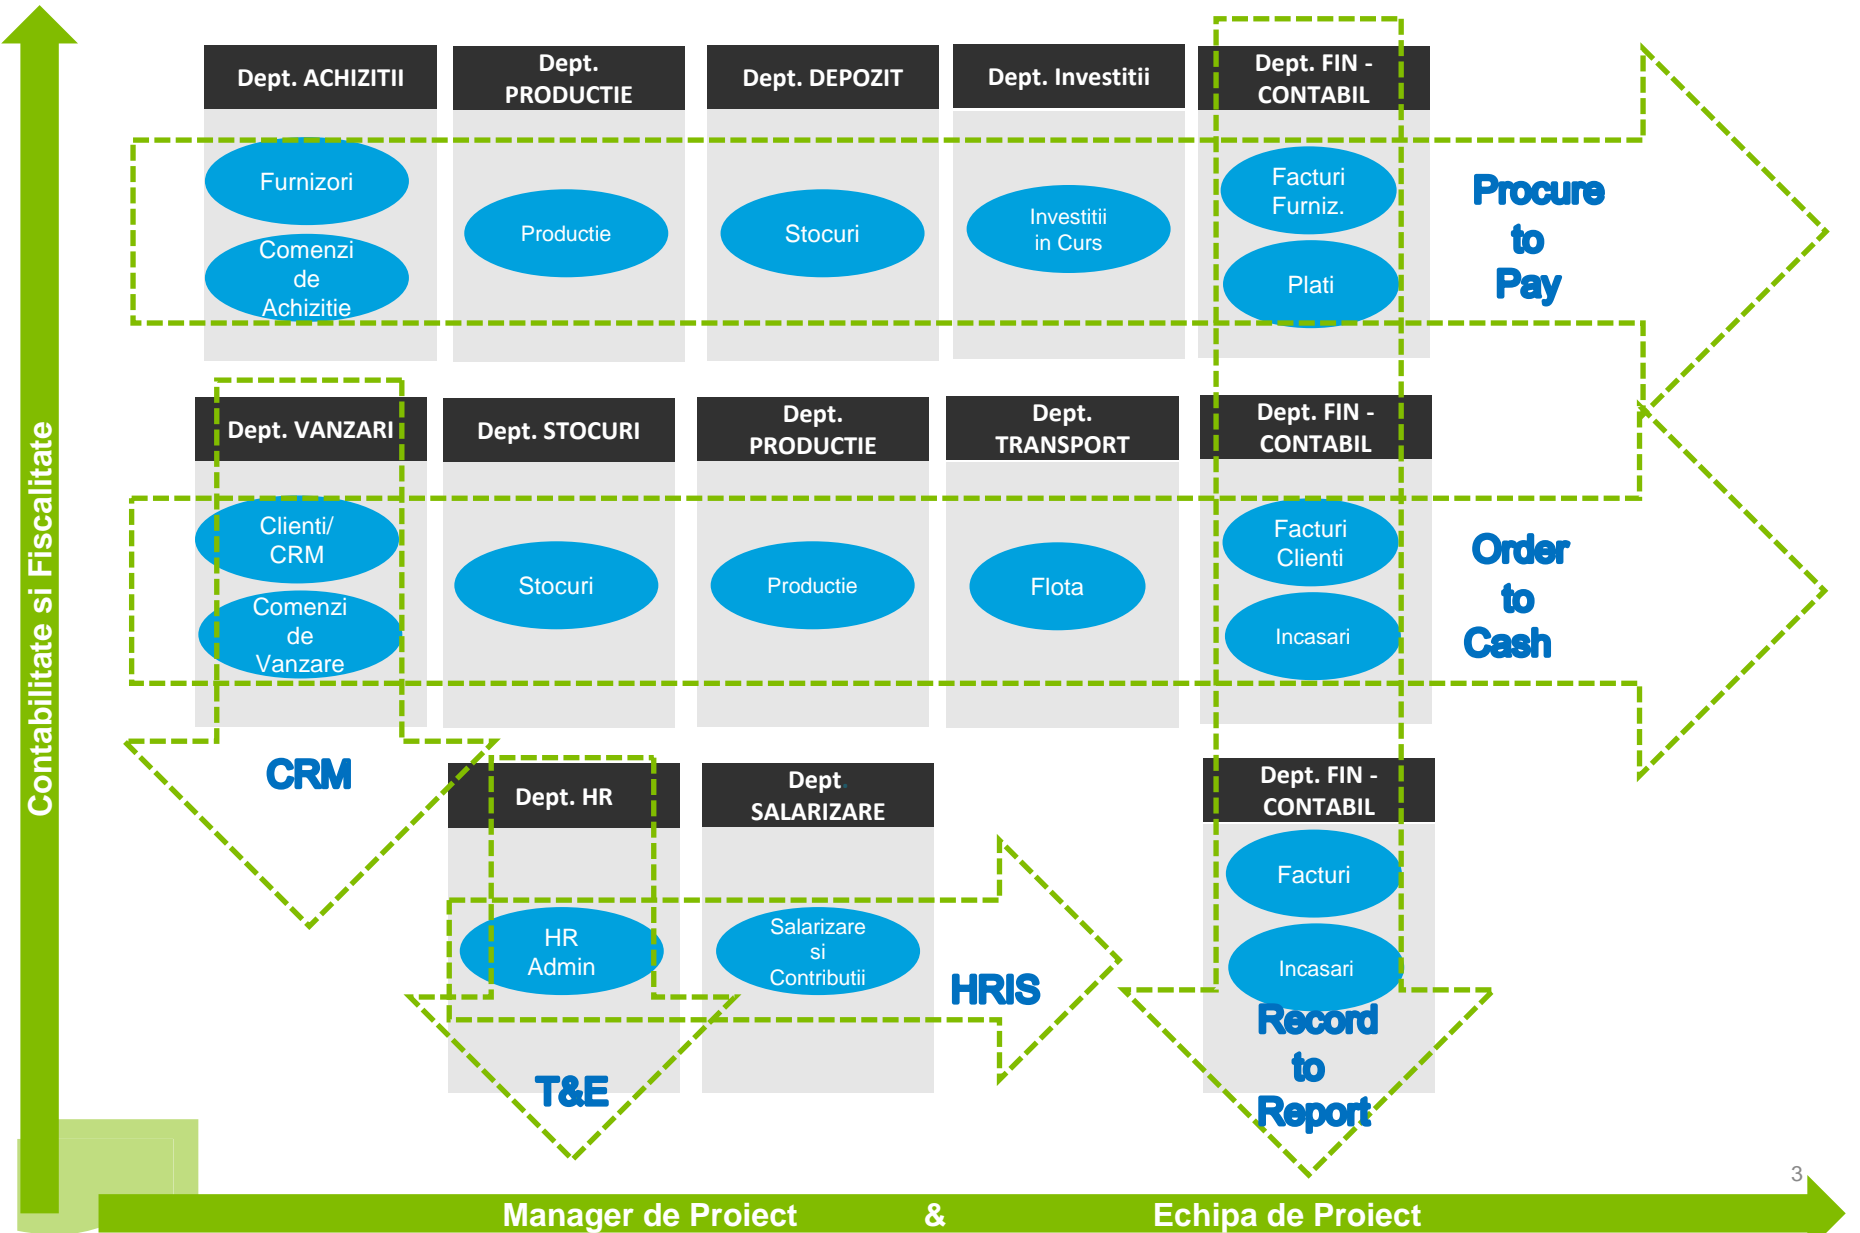 Contabilitate si Fiscalitate
Dept. ACHIZITII
Furnizori
Comenzi
de
Achizitie
Dept.
PRODUCTIE
Productie
Dept. DEPOZIT
Stocuri
Dept. Investitii
Investitii
in Curs
Dept. FIN -
CONTABIL
Facturi
Furniz.
Plati
Procure
to
Pay
Dept. VANZARI
Clienti/
CRM
Comenzi
de
Vanzare
Dept. STOCURI
Stocuri
Dept.
PRODUCTIE
Productie
Dept.
TRANSPORT
Flota
Dept. FIN -
CONTABIL
Facturi
Clienti
Incasari
Order
to
Cash
CRM
Dept. HR
HR
Admin
T&E
Dept.
SALARIZARE
Salarizare
si
Contributii
HRIS
Dept. FIN -
CONTABIL
Facturi
Incasari
Record
to
Report
3
Manager de Proiect & Echipa de Proiect